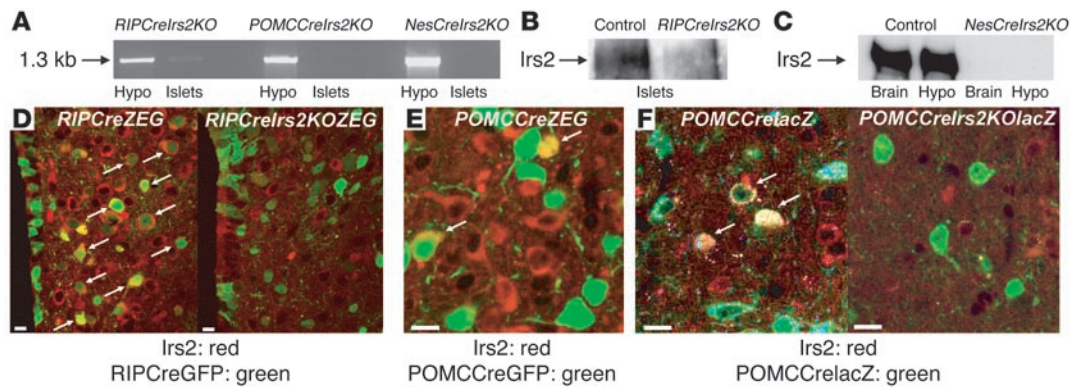 A RIPCreIrs2KO POMCCreIrs2KO NesCreIrs2KO
1.3 kb
Hypo Islets Hypo Islets Hypo Islets
B Control RIPCreIrs2KO
Irs2
Islets
C Control NesCreIrs2KO
Irs2
Brain Hypo Brain Hypo
D RIPCreZEG RIPCreIrs2KOZEG
Irs2: red
RIPCreGFP: green
E POMCCreZEG
Irs2: red
POMCCreGFP: green
F POMCCrelacZ POMCCreIrs2KOlacZ
Irs2: red
POMCCrelacZ: green